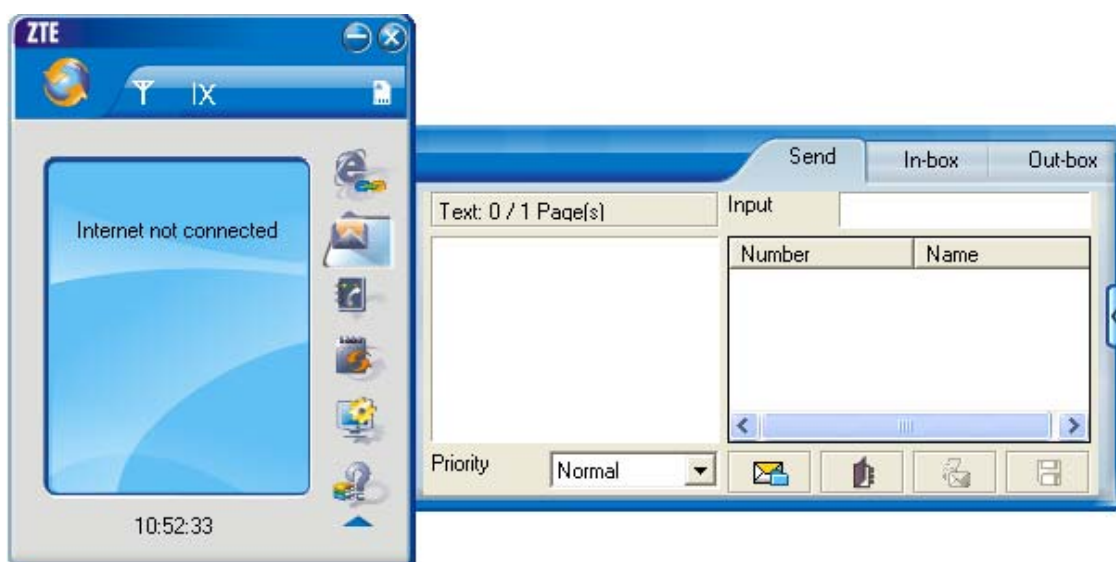 ZTE
Internet not connected
10:52:33
Send
In-box
Out-box
Text: 0 / 1 Page(s)
Input
Number
Name
Priority
Normal